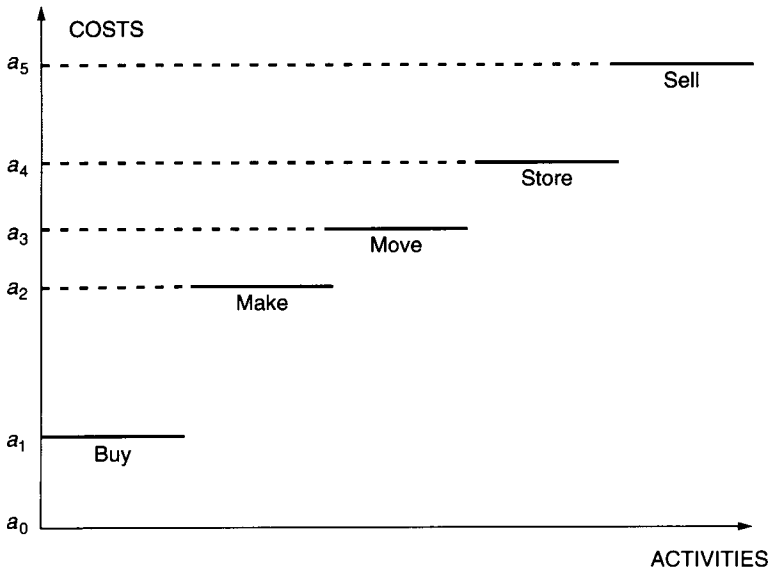 COSTS
a5
Sell
a4
Store
a3
Move
a2
Make
a1
Buy
a0
ACTIVITIES